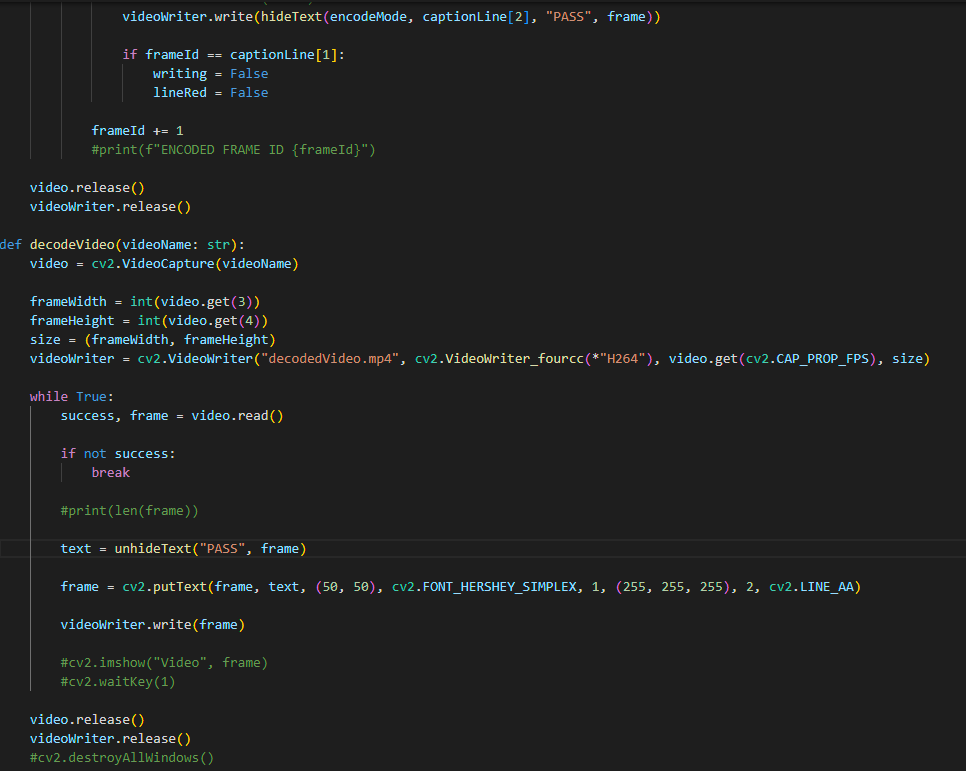 videoWriter.write(hideText(encodeMode, captionLine[2], "PASS", frame))
if frameId == captionLine[1]:
writing = False
lineRed = False
frameId += 1
#print(f"ENCODED FRAME ID {frameId}")
video.release()
videoWriter.release()
def decodeVideo(videoName: str):
video = cv2.VideoCapture(videoName)
frameWidth = int(video.get(3))
frameHeight = int(video.get(4))
size = (frameWidth, frameHeight)
videoWriter = cv2.VideoWriter("decodedVideo.mp4", cv2.VideoWriter_fourcc(*"H264"), video.get(cv2.CAP_PROP_FPS), size)
while True:
success, frame = video.read()
if not success:
break
#print(len(frame))
text = unhideText("PASS", frame)
frame = cv2.putText(frame, text, (50, 50), cv2.FONT_HERSHEY_SIMPLEX, 1, (255, 255, 255), 2, cv2.LINE_AA)
videoWriter.write(frame)
#cv2.imshow("Video", frame)
#cv2.waitKey(1)
video.release()
videoWriter.release()
#cv2.destroyAllWindows()